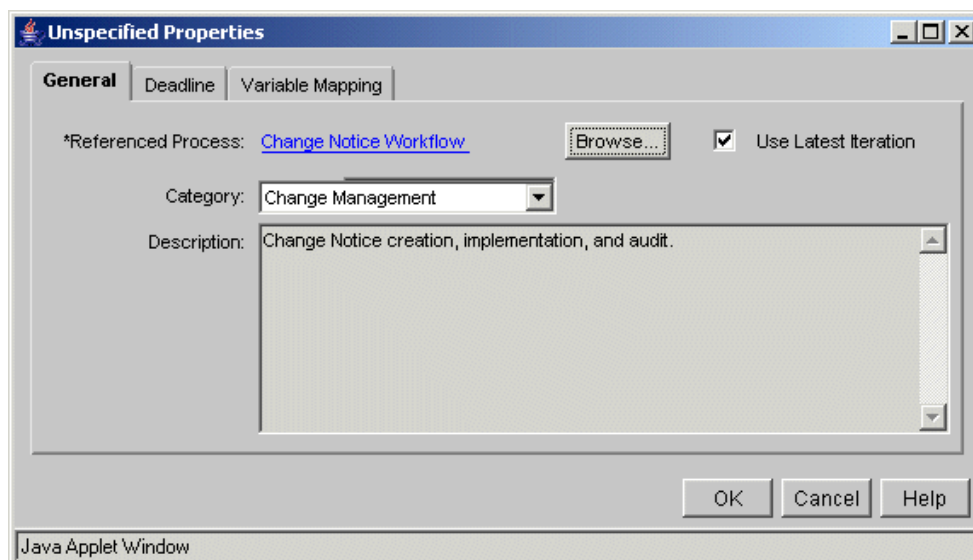 Unspecified Properties
General Deadline Variable Mapping
*Referenced Process: Change Notice Workflow Browse... Use Latest Iteration
Category: Change Management
Description: Change Notice creation, implementation, and audit.
OK Cancel Help
Java Applet Window